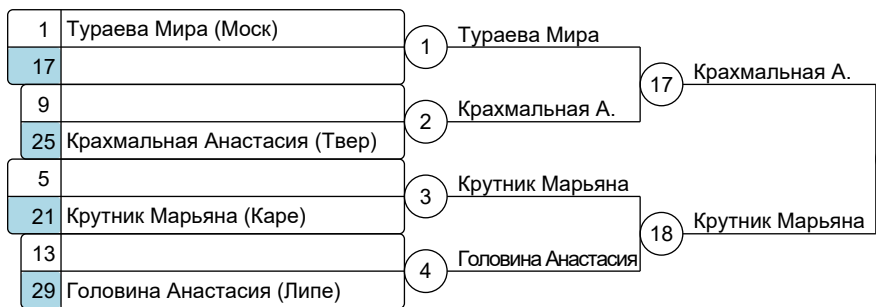 1 Тураева Мира (Моск)
17
9
25 Крахмальная Анастасия (Твер)
5
21 Крутник Марьяна (Каре)
13
29 Головина Анастасия (Липе)
1 Тураева Мира
2 Крахмальная А.
3 Крутник Марьяна
4 Головина Анастасия
17 Крахмальная А.
18 Крутник Марьяна